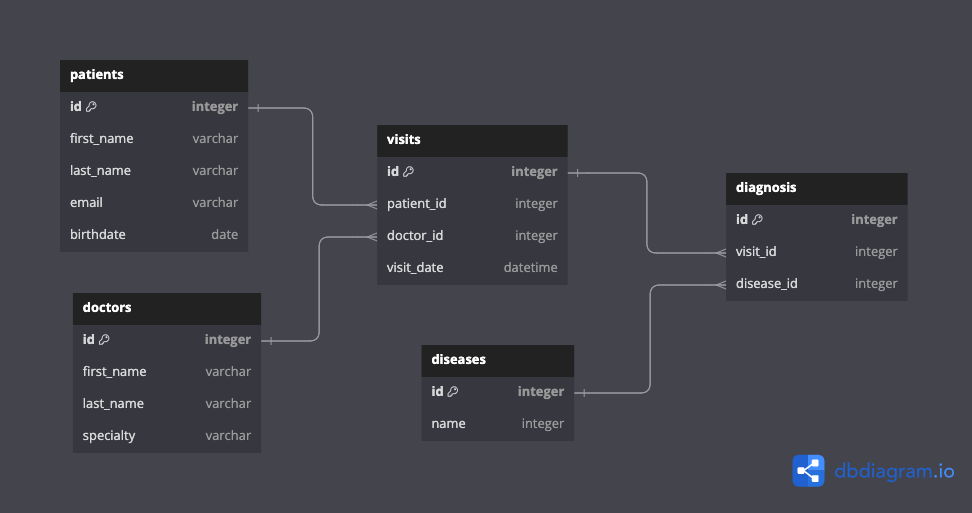 patients
id integer
first_name varchar
last_name varchar
email varchar
birthdate date
visits
id integer
patient_id integer
doctor_id integer
visit_date datetime
diagnosis
id integer
visit_id integer
disease_id integer
doctors
id integer
first_name varchar
last_name varchar
specialty varchar
diseases
id integer
name integer
dbdiagram.io